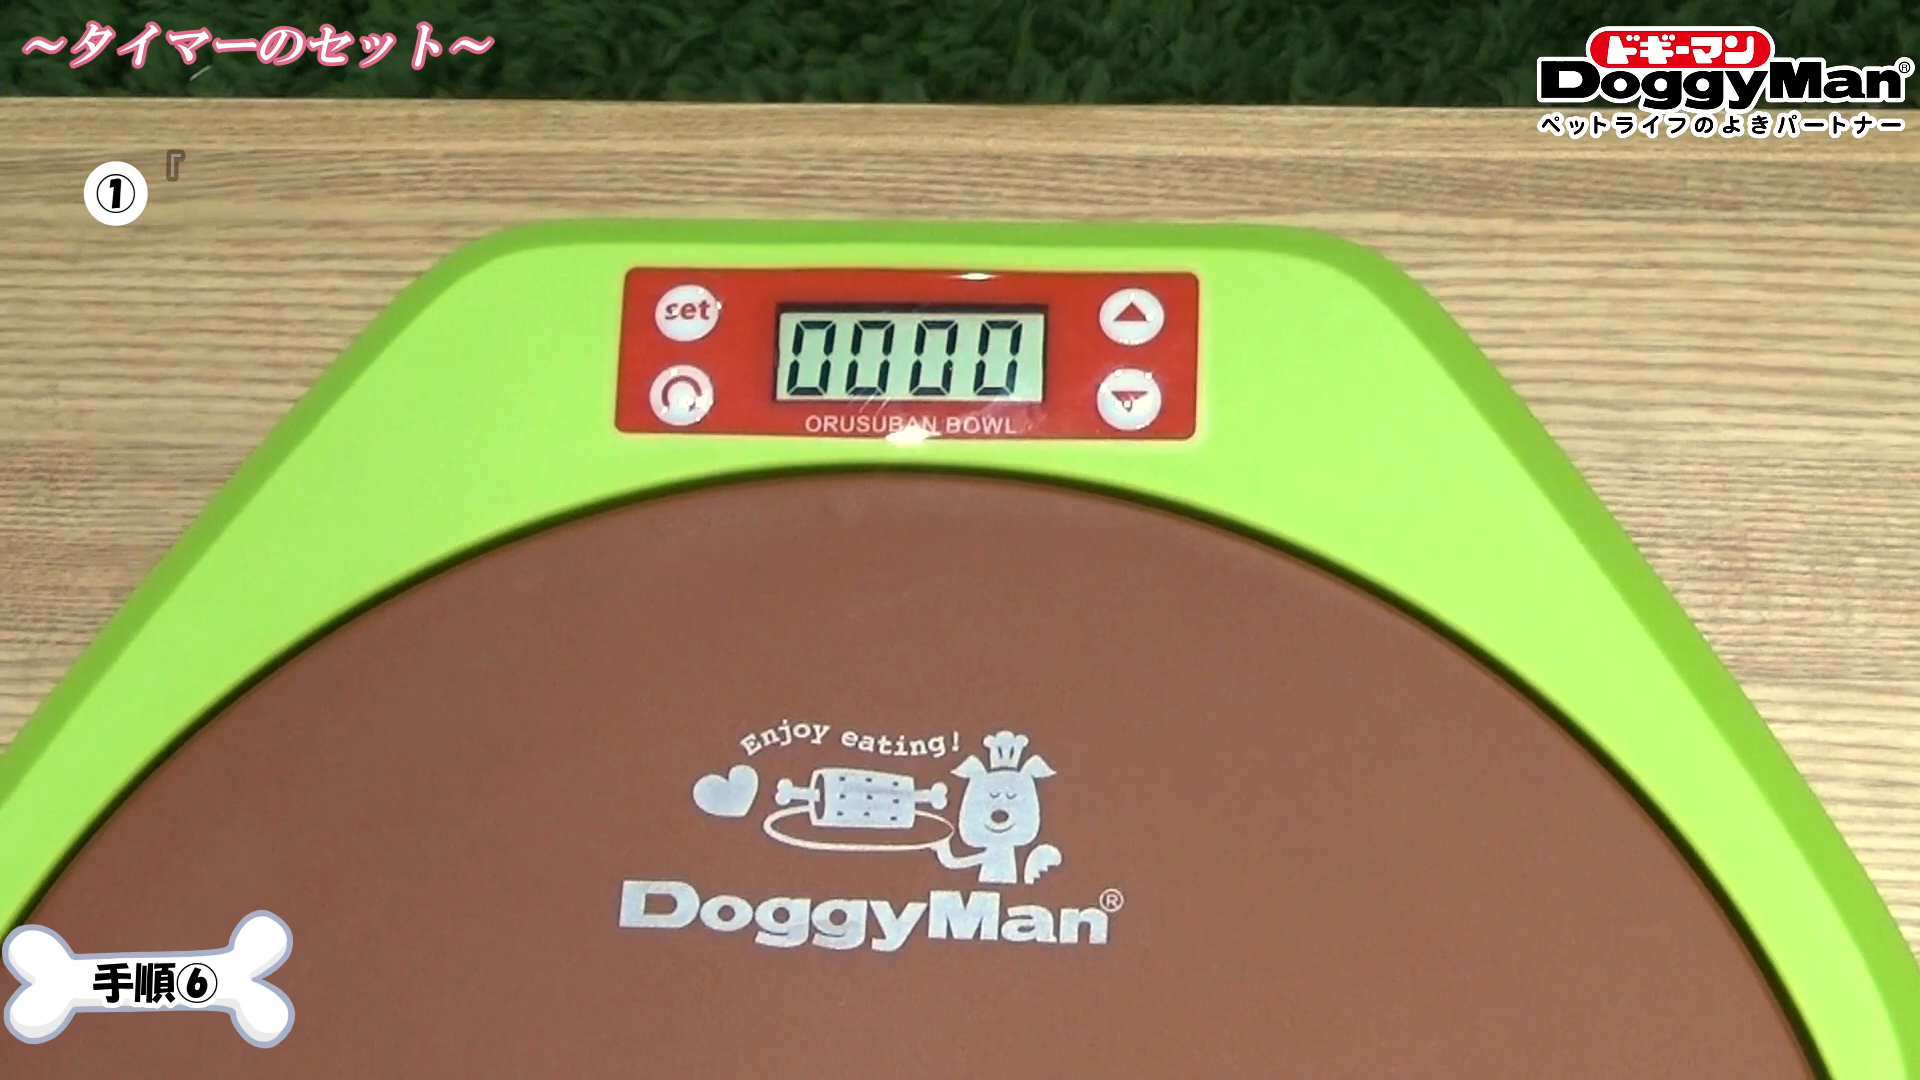 ～タイマーのセット～
ドギーマン
DoggyMan®
ペットライフのよきパートナー
① 『
set
0000
ORUSUBAN BOWL
Enjoy eating!
DoggyMan®
手順⑥